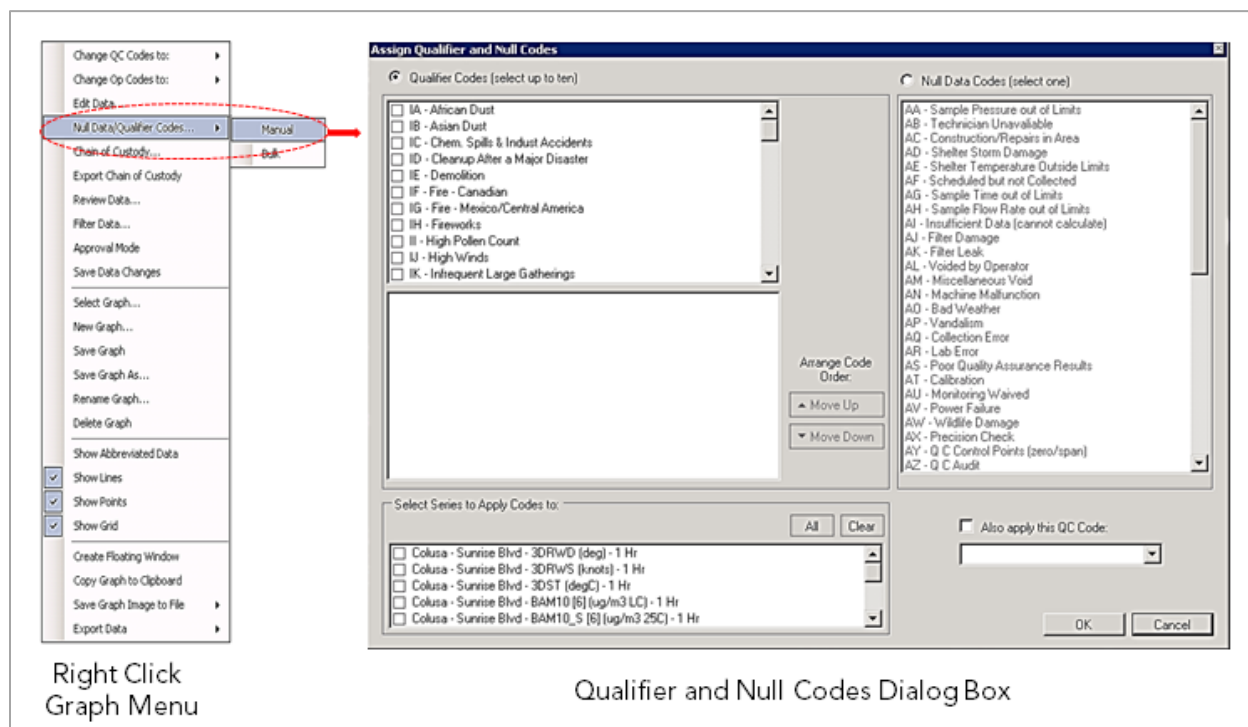 Change QC Codes to:
Change Op Codes to:
Edit Data...
Null Data/Qualifier Codes...
Manual
Chain of Custody...
Bulk
Export Chain of Custody
Review Data...
Filter Data...
Approval Mode
Save Data Changes
Select Graph...
New Graph...
Save Graph
Save Graph As...
Rename Graph...
Delete Graph
Show Abbreviated Data
Show Lines
Show Points
Show Grid
Create Floating Window
Copy Graph to Clipboard
Save Graph Image to File
Export Data
Right Click
Graph Menu
Assign Qualifier and Null Codes
Qualifier Codes (select up to ten)
IA - African Dust
IB - Asian Dust
IC - Chem. Spills & Indust Accidents
ID - Cleanup After a Major Disaster
IE - Demolition
IF - Fire - Canadian
IG - Fire - Mexico/Central America
IH - Fireworks
II - High Pollen Count
IJ - High Winds
IK - Infrequent Large Gatherings
Arrange Code
Order:
Move Up
Move Down
Null Data Codes (select one)
AA - Sample Pressure out of Limits
AB - Technician Unavaliable
AC - Construction/Repairs in Area
AD - Shelter Storm Damage
AE - Shelter Temperature Outside Limits
AF - Scheduled but not Collected
AG - Sample Time out of Limits
AH - Sample Flow Rate out of Limits
AI - Insufficient Data (cannot calculate)
AJ - Filter Damage
AK - Filter Leak
AL - Voided by Operator
AM - Miscellaneous Void
AN - Machine Malfunction
AO - Bad Weather
AP - Vandalism
AQ - Collection Error
AR - Lab Error
AS - Poor Quality Assurance Results
AT - Calibration
AU - Monitoring Waived
AV - Power Failure
AW - Wildlife Damage
AX - Precision Check
AY - Q C Control Points (zero/span)
AZ - Q C Audit
Select Series to Apply Codes to:
All Clear
Colusa - Sunrise Blvd - 3DRWD (deg) - 1 Hr
Colusa - Sunrise Blvd - 3DRWS (knots) - 1 Hr
Colusa - Sunrise Blvd - 3DST (degC) - 1 Hr
Colusa - Sunrise Blvd - BAM10 [6] (ug/m3 LC) - 1 Hr
Colusa - Sunrise Blvd - BAM10_S [6] (ug/m3 25C) - 1 Hr
Also apply this QC Code:
OK Cancel
Qualifier and Null Codes Dialog Box